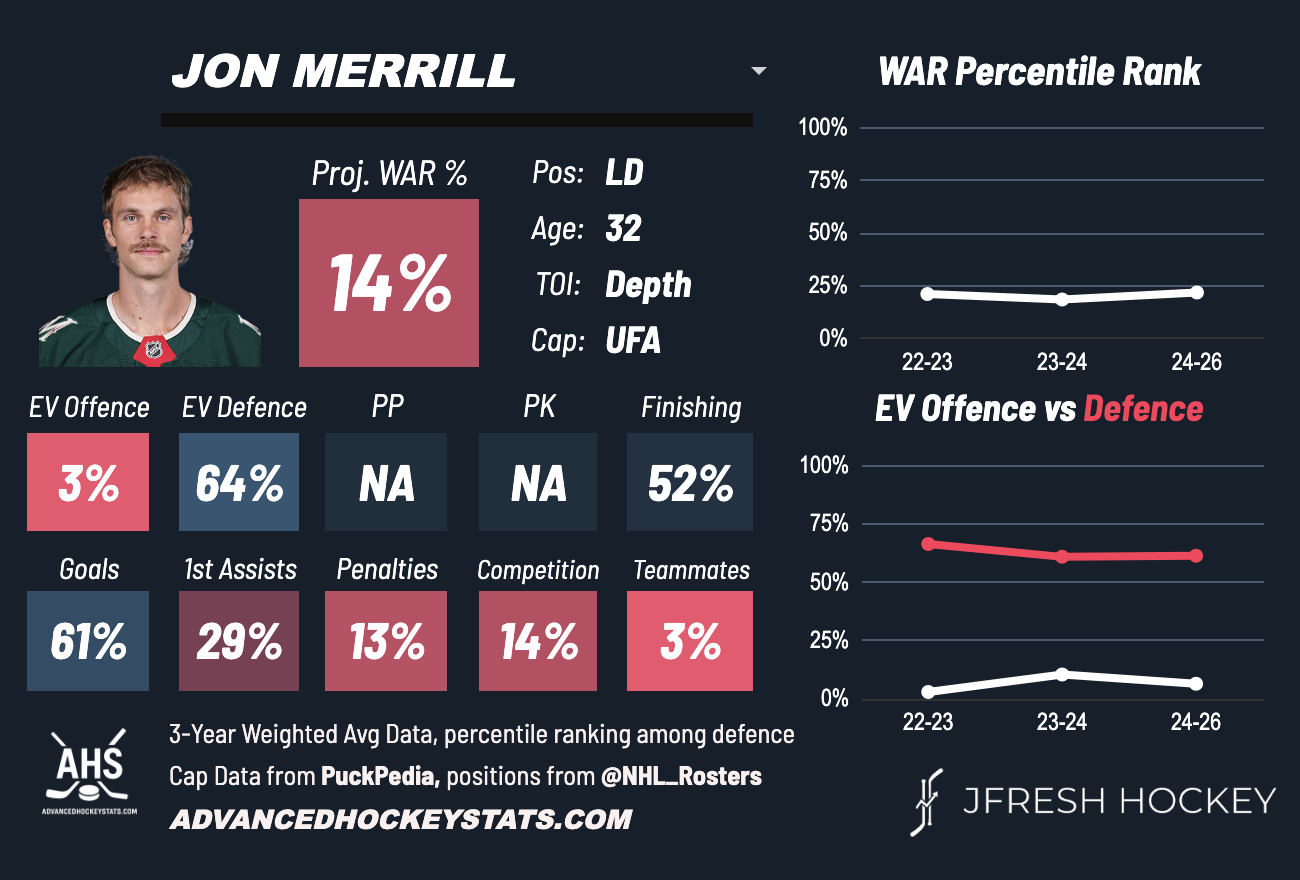 JON MERRILL
Proj. WAR %
14%
Pos: LD
Age: 32
TOI: Depth
Cap: UFA
EV Offence EV Defence PP PK Finishing
3% 64% NA NA 52%
Goals 1st Assists Penalties Competition Teammates
61% 29% 13% 14% 3%
WAR Percentile Rank
100%
75%
50%
25%
0%
22-23 23-24 24-26
EV Offence vs Defence
100%
75%
50%
25%
0%
22-23 23-24 24-26
AHS
ADVANCEDHOCKEYSTATS.COM
3-Year Weighted Avg Data, percentile ranking among defence
Cap Data from PuckPedia, positions from @NHL_Rosters
ADVANCEDHOCKEYSTATS.COM
JFRESH HOCKEY